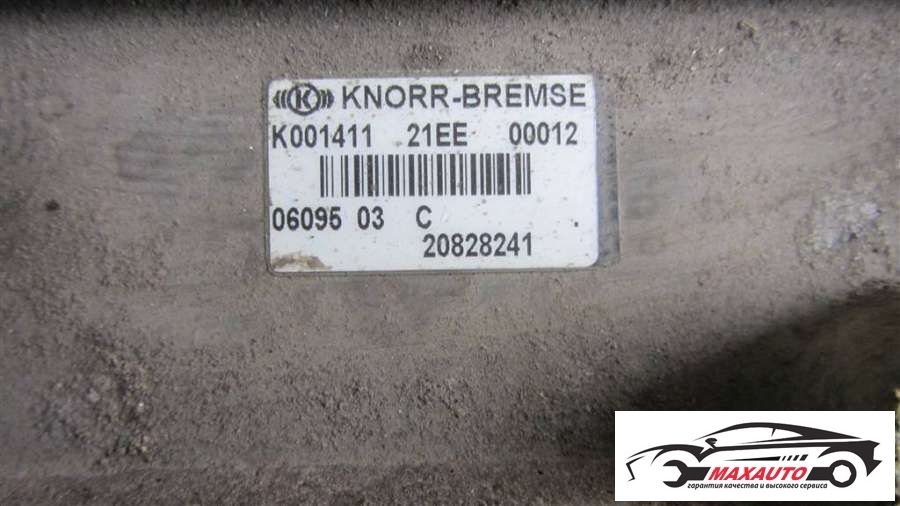 K KNORR-BREMSE
K001411 21EE 00012
06095 03 C .
20828241
MAXAUTO
гарантия качества и высокого сервиса